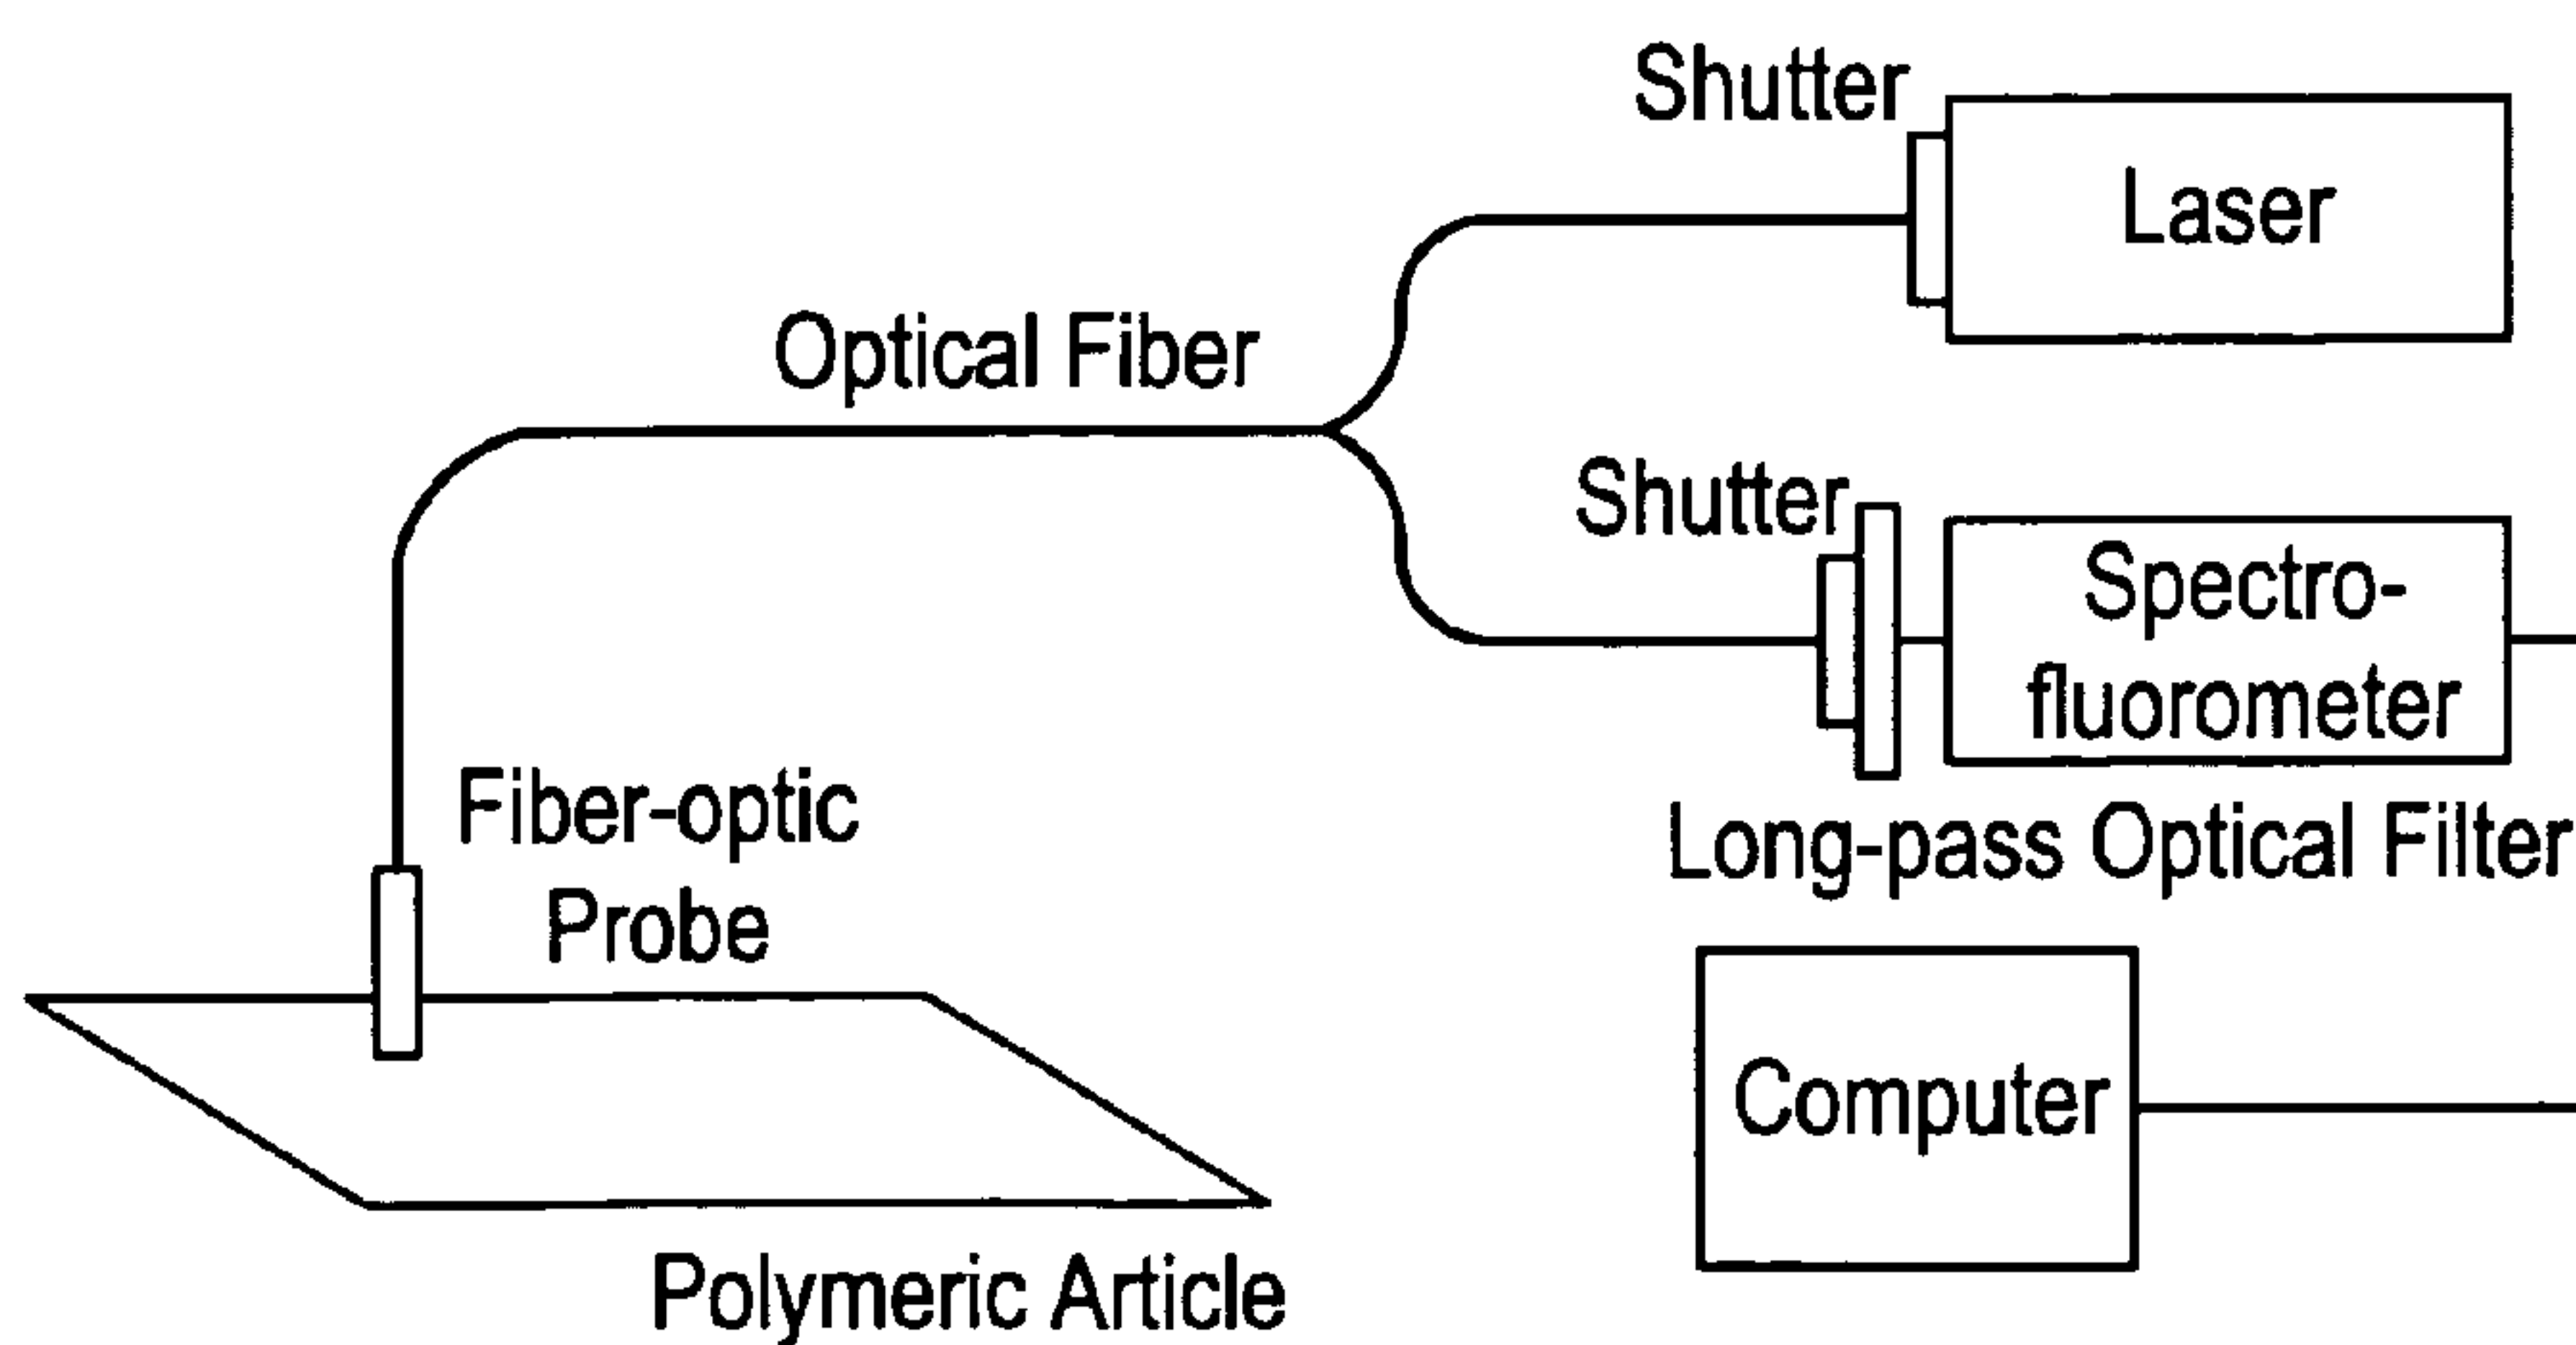 Shutter
Laser
Optical Fiber
Shutter
Spectro-
fluorometer
Long-pass Optical Filter
Fiber-optic
Probe
Computer
Polymeric Article